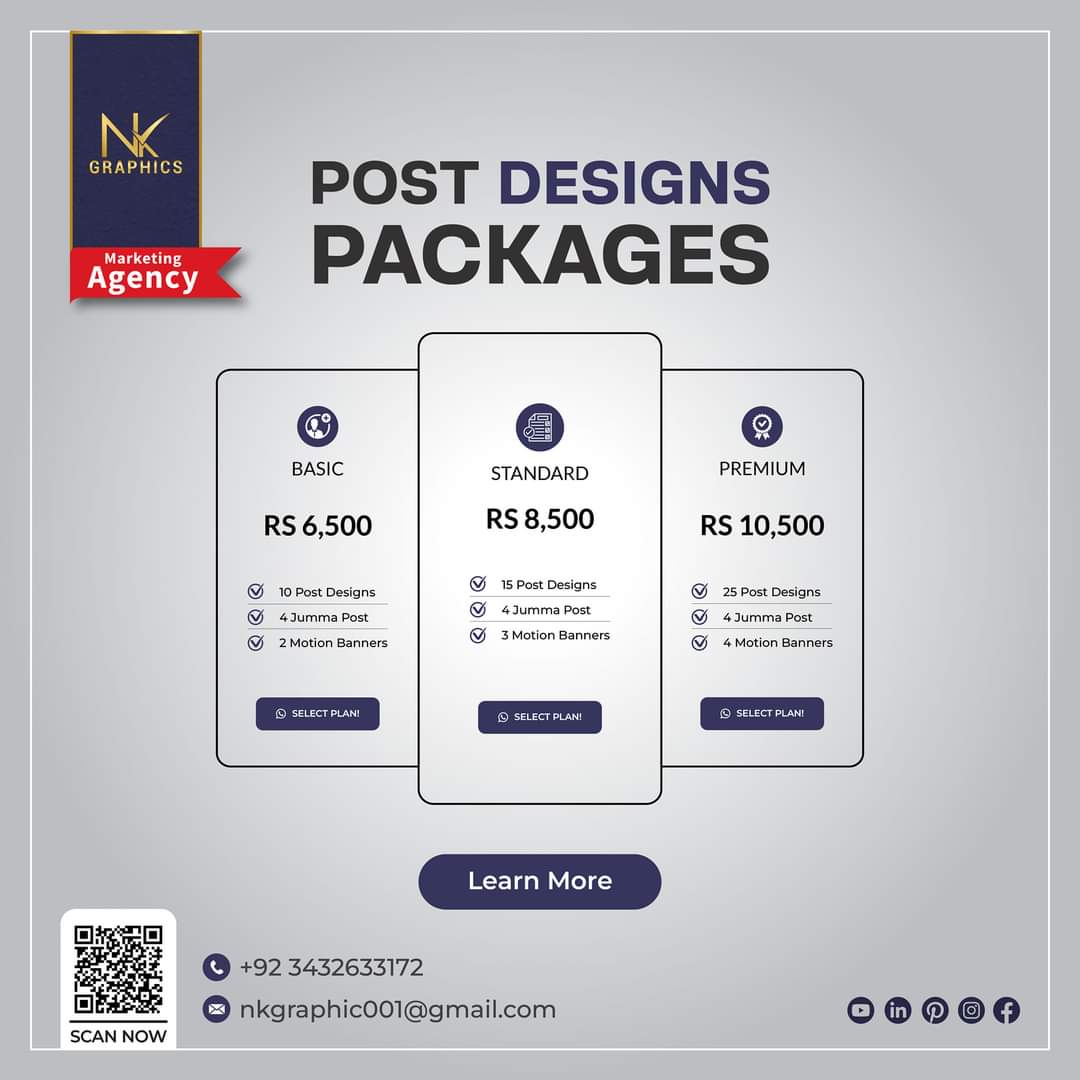 NK
GRAPHICS
Marketing
Agency
POST DESIGNS
PACKAGES
BASIC
RS 6,500
10 Post Designs
4 Jumma Post
2 Motion Banners
SELECT PLAN!
STANDARD
RS 8,500
15 Post Designs
4 Jumma Post
3 Motion Banners
SELECT PLAN!
PREMIUM
RS 10,500
25 Post Designs
4 Jumma Post
4 Motion Banners
SELECT PLAN!
Learn More
SCAN NOW
+92 3432633172
nkgraphic001@gmail.com